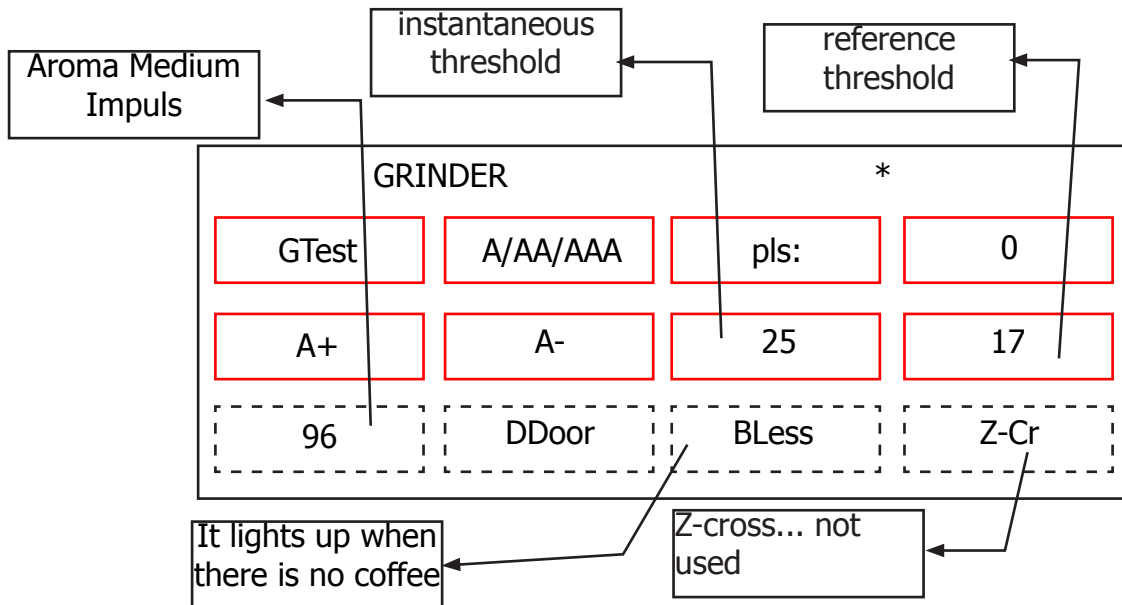 instantaneous
threshold
reference
threshold
Aroma Medium
Impuls
GRINDER *
GTest A/AA/AAA pls: 0
A+ A- 25 17
96 DDoor BLess Z-Cr
It lights up when
there is no coffee
Z-cross... not
used